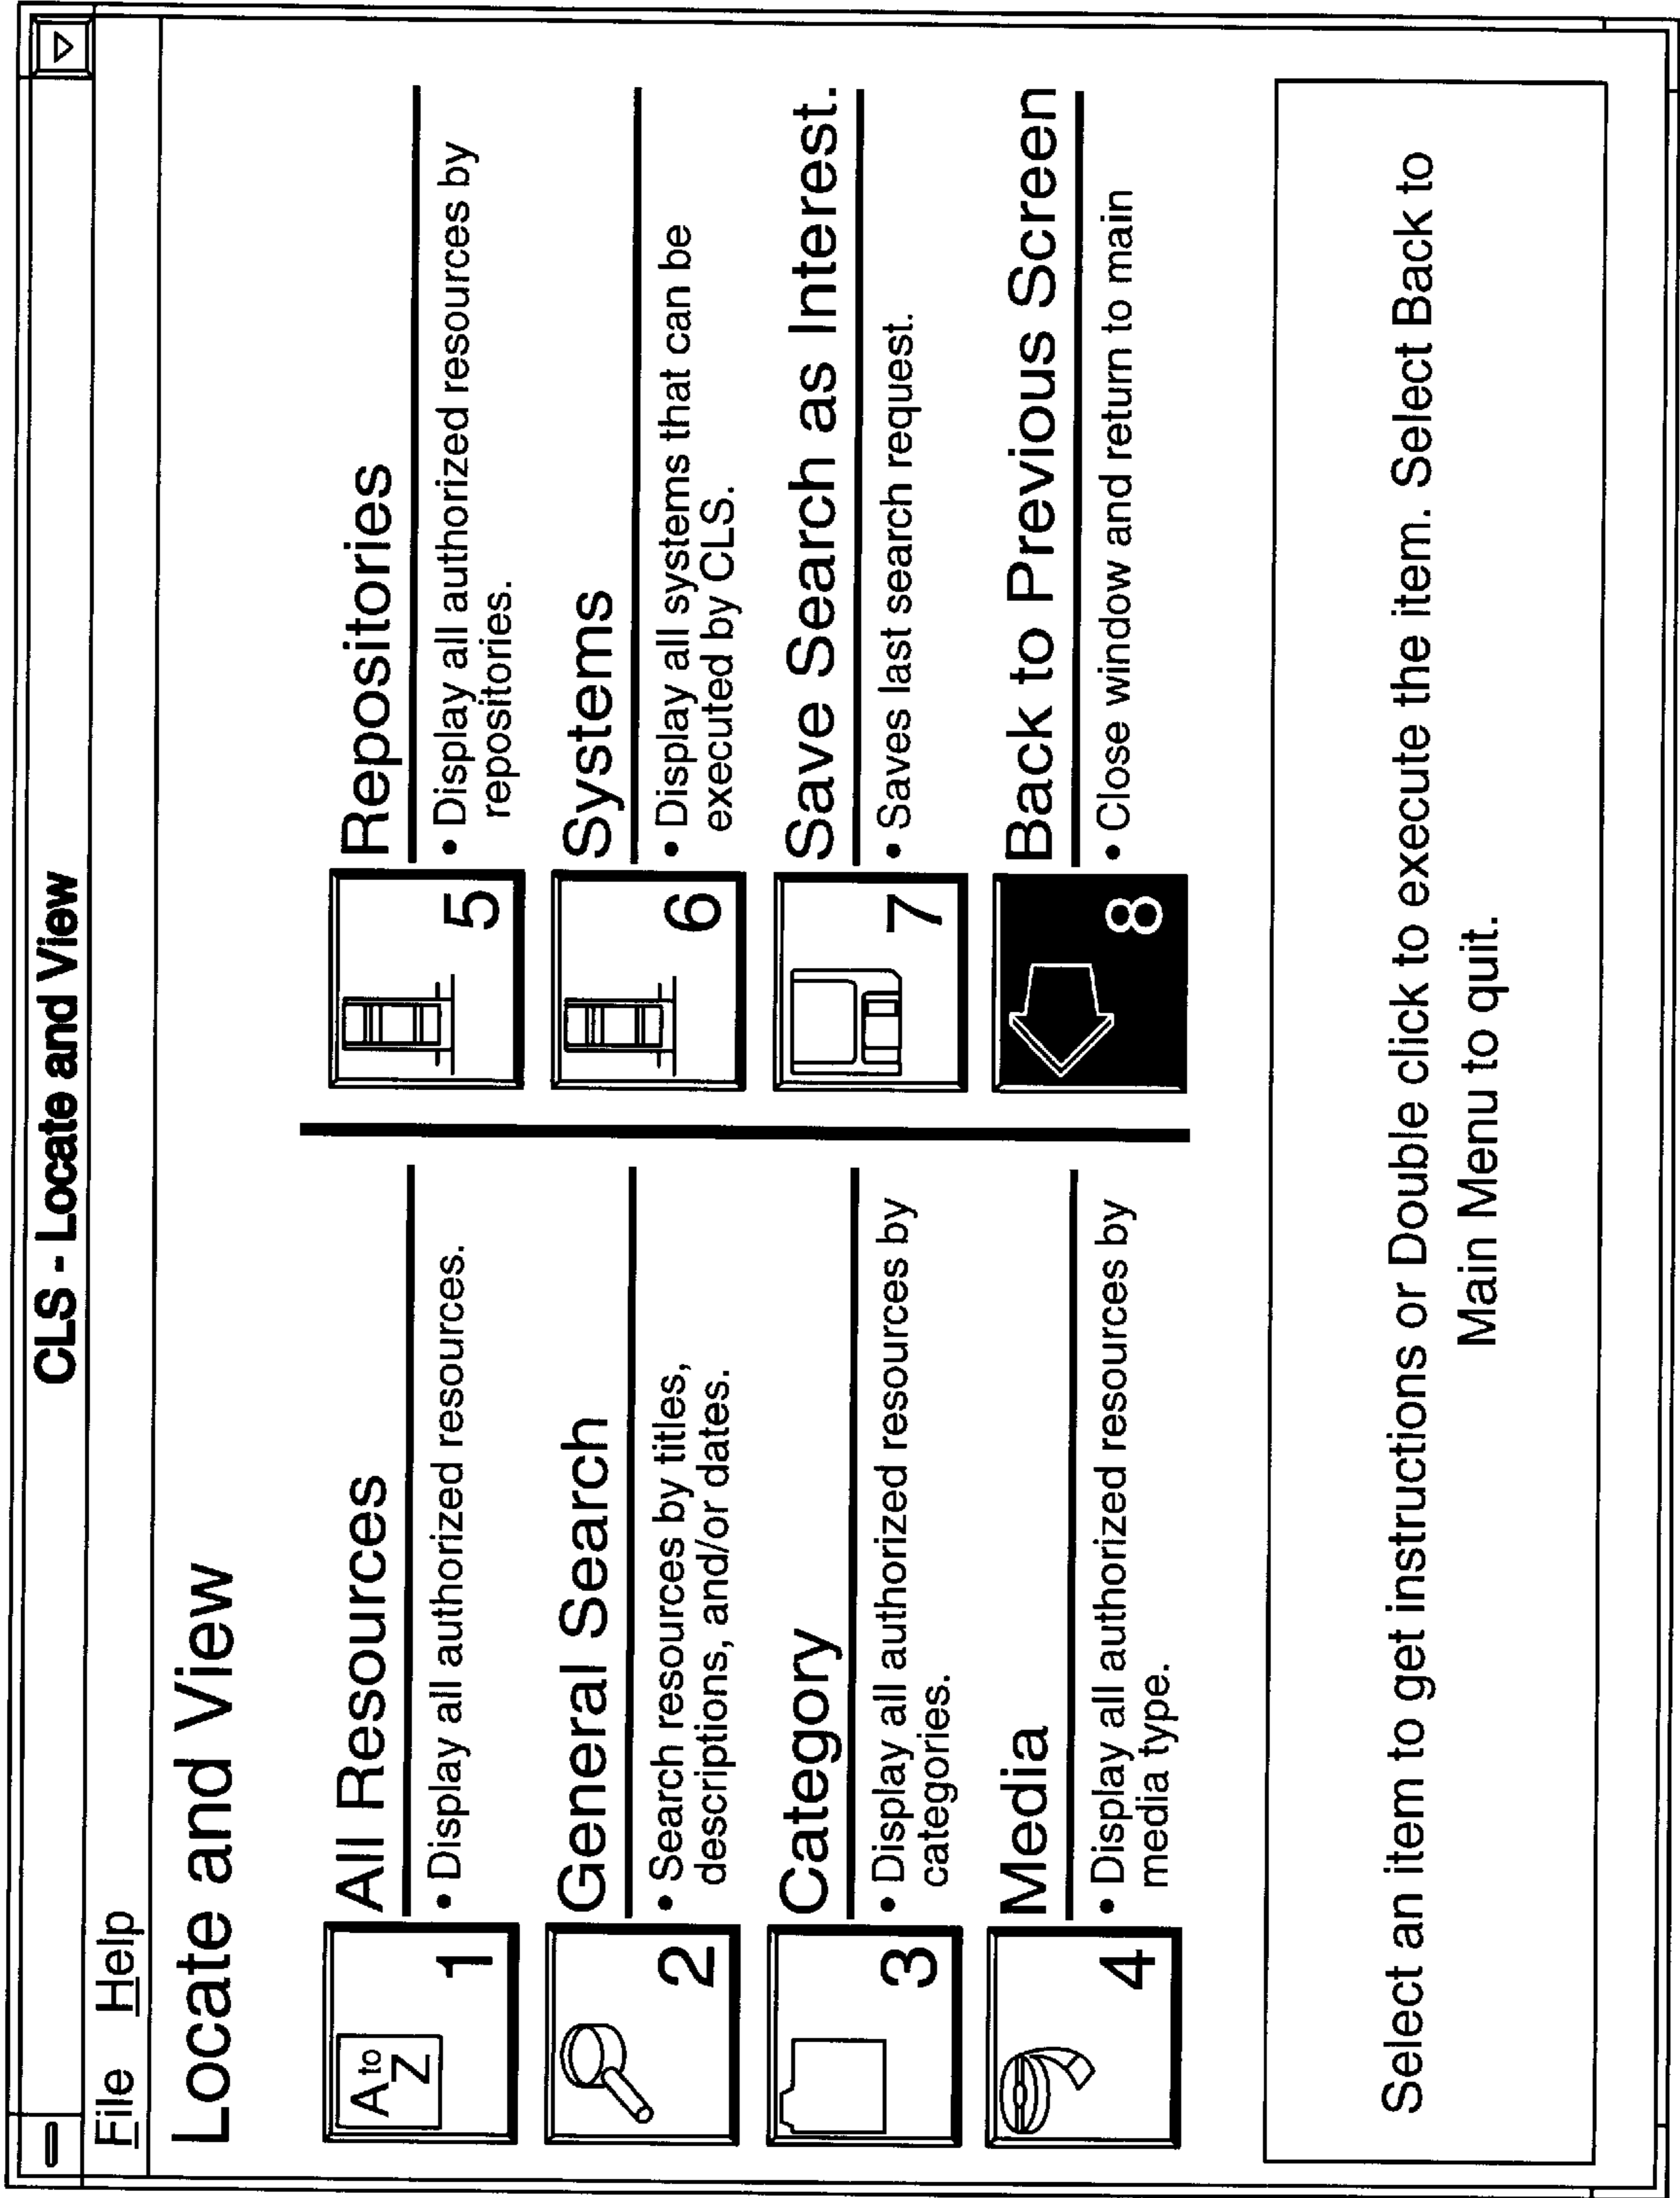 CLS - Locate and View
File Help
Locate and View
A to
Z
1
All Resources
• Display all authorized resources.
2
General Search
• Search resources by titles,
descriptions, and/or dates.
3
Category
• Display all authorized resources by
categories.
4
Media
• Display all authorized resources by
media type.
5
Repositories
• Display all authorized resources by
repositories.
6
Systems
• Display all systems that can be
executed by CLS.
7
Save Search as Interest.
• Saves last search request.
8
Back to Previous Screen
• Close window and return to main
Select an item to get instructions or Double click to execute the item. Select Back to
Main Menu to quit.